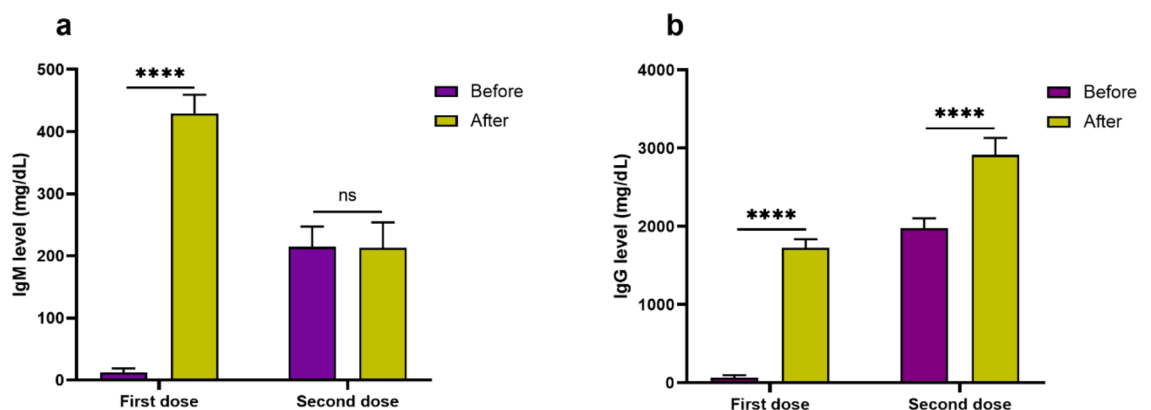 a
IgM level (mg/dL)
500
400
300
200
100
0
****
ns
Before
After
First dose
Second dose
b
IgG level (mg/dL)
4000
3000
2000
1000
0
****
****
Before
After
First dose
Second dose